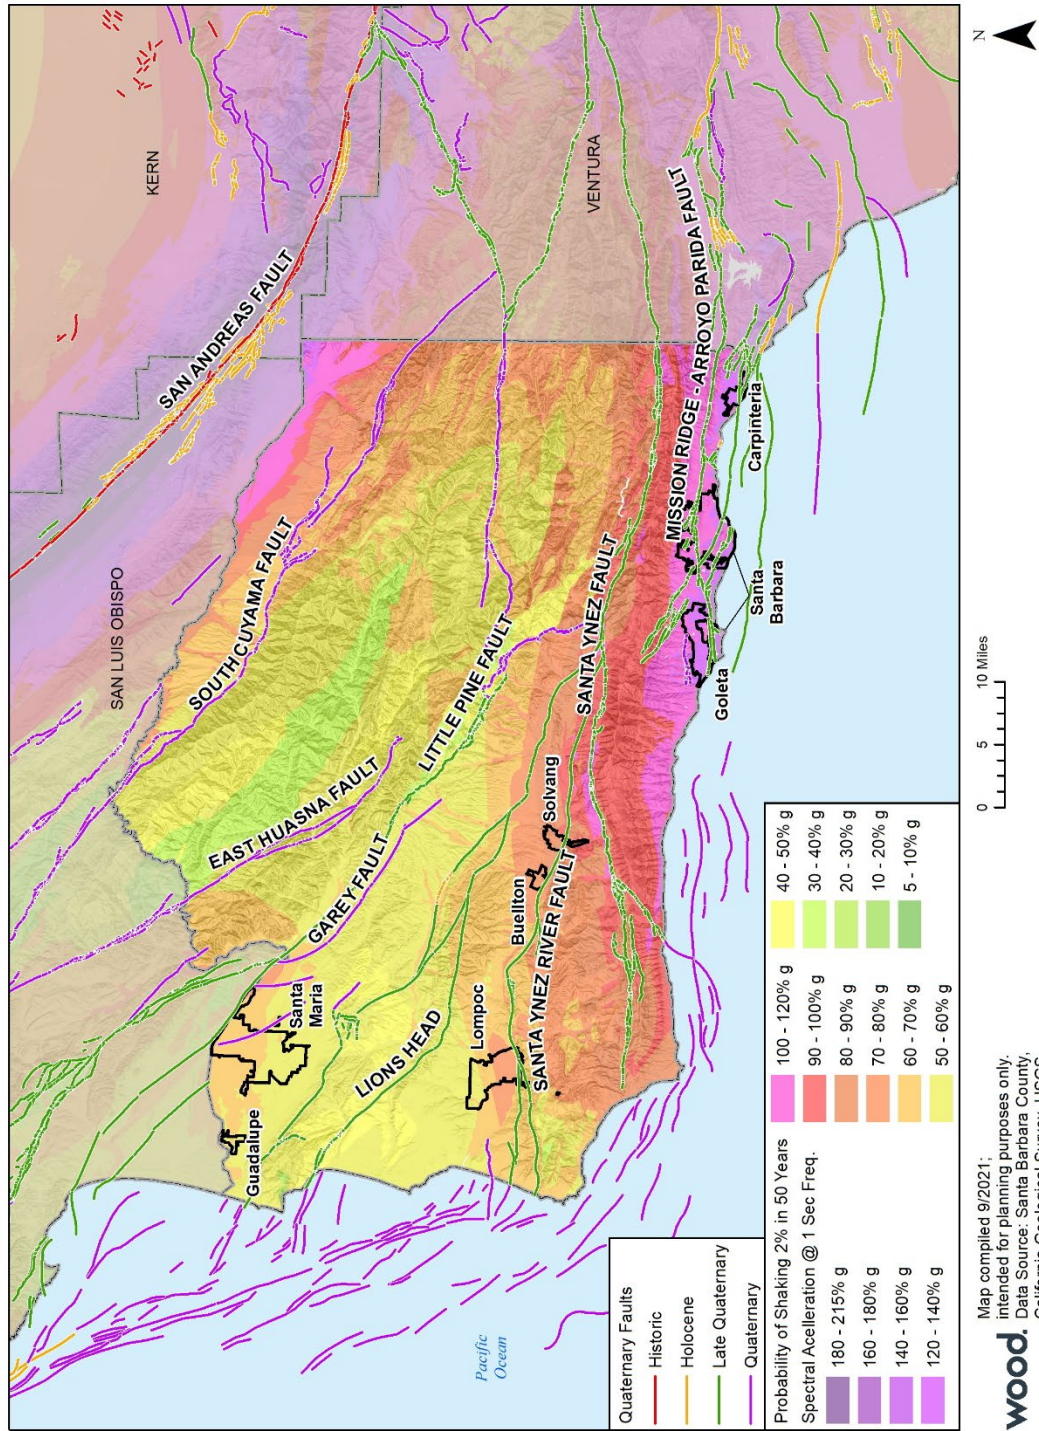 KERN
SAN ANDREAS FAULT
SAN LUIS OBISPO
VENTURA
SOUTH CUYAMA FAULT
EAST HUASNA FAULT
LITTLE PINE FAULT
GAREY FAULT
SANTA YNEZ FAULT
MISSION RIDGE - ARROYO PARIDA FAULT
Carpinteria
Santa
Barbara
Goleta
Solvang
Buellton
SANTA YNEZ RIVER FAULT
Santa
Maria
LIONS HEAD
Lompoc
Guadalupe
Pacific
Ocean
N
0 5 10 Miles
Quaternary Faults
Historic
Holocene
Late Quaternary
Quaternary
Probability of Shaking 2% in 50 Years
Spectral Acelleration @ 1 Sec Freq.
180 - 215% g
160 - 180% g
140 - 160% g
120 - 140% g
100 - 120% g
90 - 100% g
80 - 90% g
70 - 80% g
60 - 70% g
50 - 60% g
40 - 50% g
30 - 40% g
20 - 30% g
10 - 20% g
5 - 10% g
wood.
Map compiled 9/2021;
intended for planning purposes only.
Data Source: Santa Barbara County,
California Geological Survey, USGS